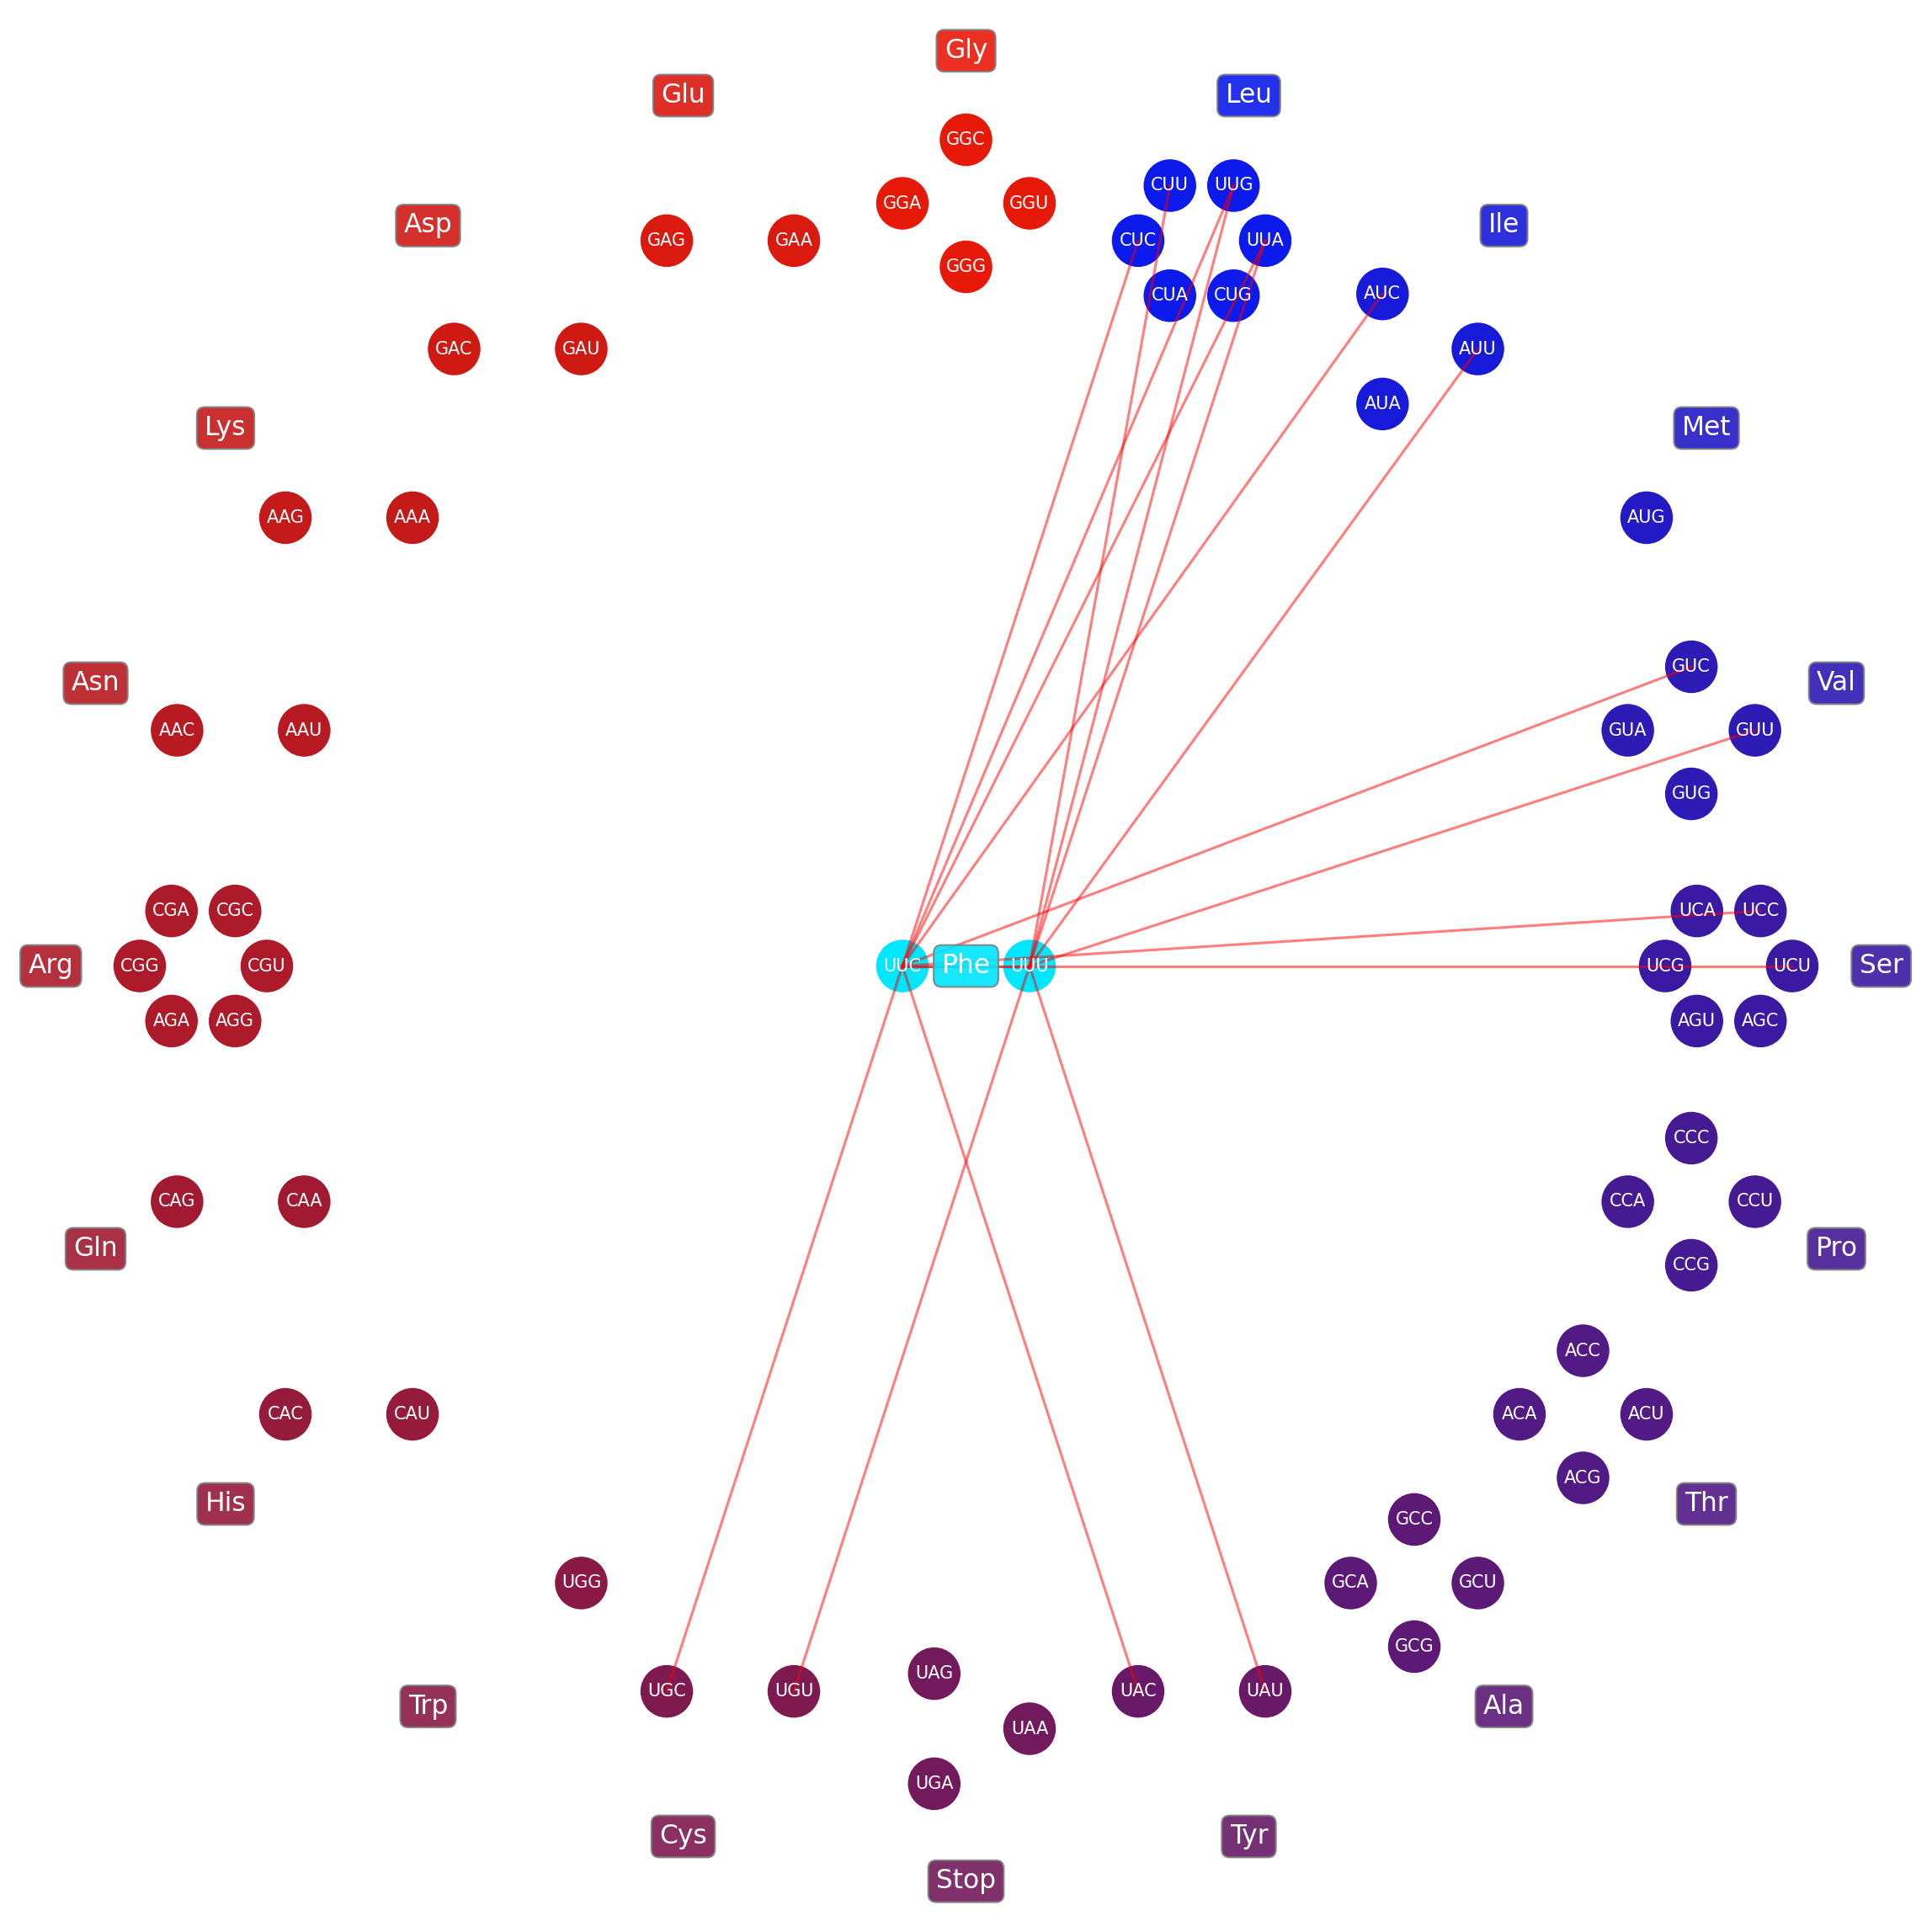 Gly
Glu
Leu
GGC
CUU
UUG
GGA
GGU
Asp
Ile
GAG
GAA
CUC
UUA
GGG
CUA
CUG
AUC
GAC
GAU
AUU
AUA
Lys
Met
AAG
AAA
AUG
GUC
Asn
Val
AAC
AAU
GUA
GUU
GUG
CGA
CGC
UCA
UCC
Arg
CGG
CGU
UUC
Phe
UUU
UCG
UCU
Ser
AGA
AGG
AGU
AGC
CCC
CAG
CAA
CCA
CCU
Gln
Pro
CCG
ACC
CAC
CAU
ACA
ACU
ACG
His
Thr
GCC
UGG
GCA
GCU
GCG
UAG
UGC
UGU
UAC
UAU
Trp
Ala
UAA
UGA
Cys
Tyr
Stop